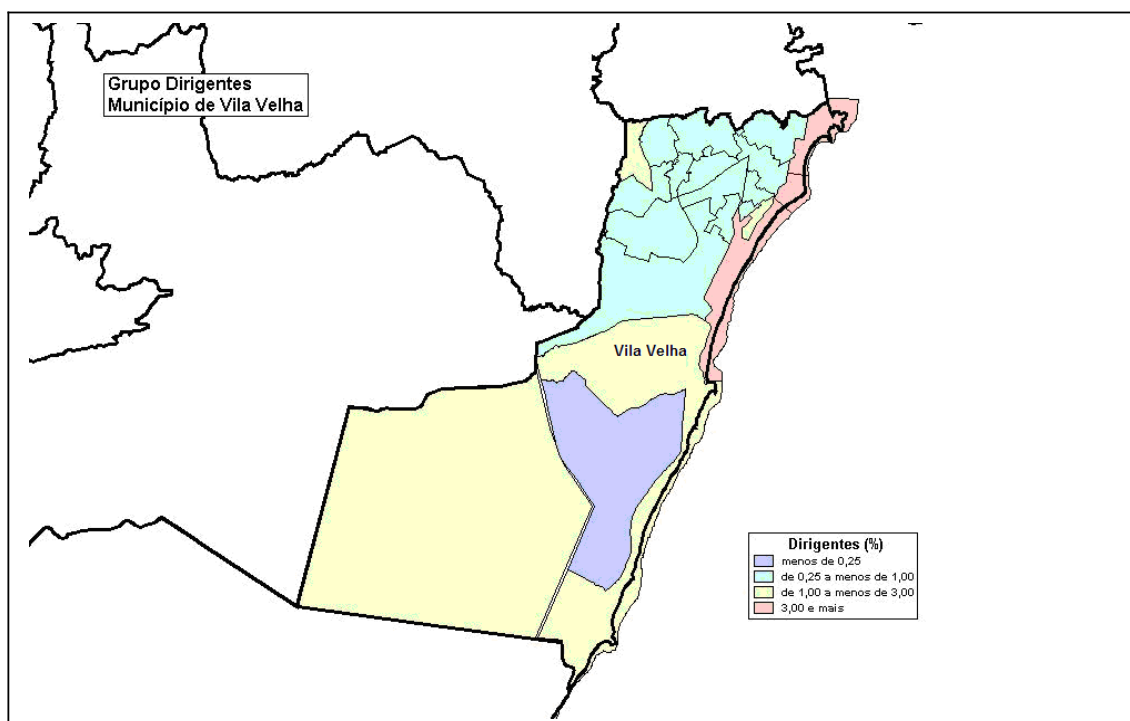 Grupo Dirigentes
Município de Vila Velha
Vila Velha
Dirigentes (%)
menos de 0,25
de 0,25 a menos de 1,00
de 1,00 a menos de 3,00
3,00 e mais